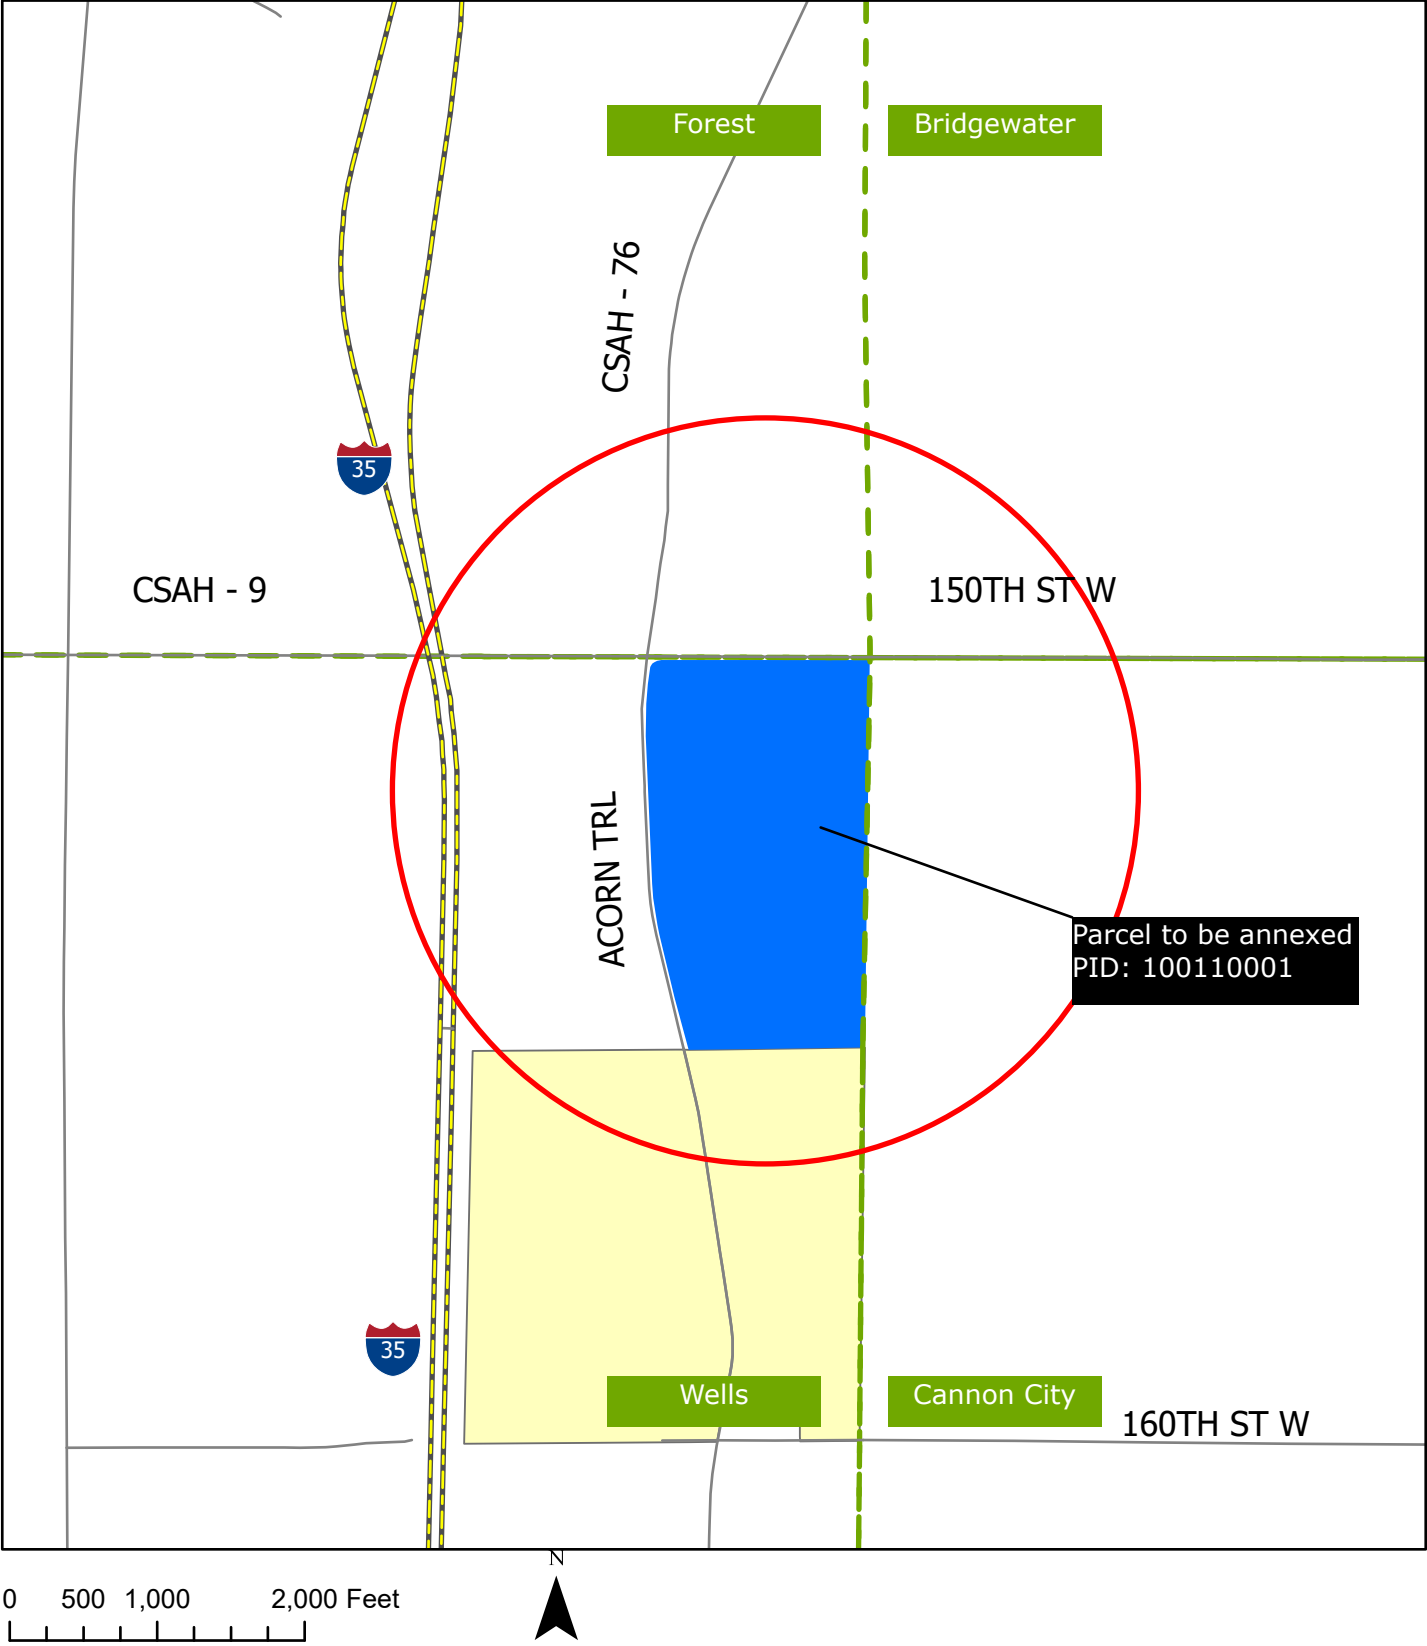 Forest
Bridgewater
CSAH - 76
35
CSAH - 9
150TH ST W
ACORN TRL
Parcel to be annexed
PID: 100110001
35
Wells
Cannon City
160TH ST W
N
0 500 1,000 2,000 Feet